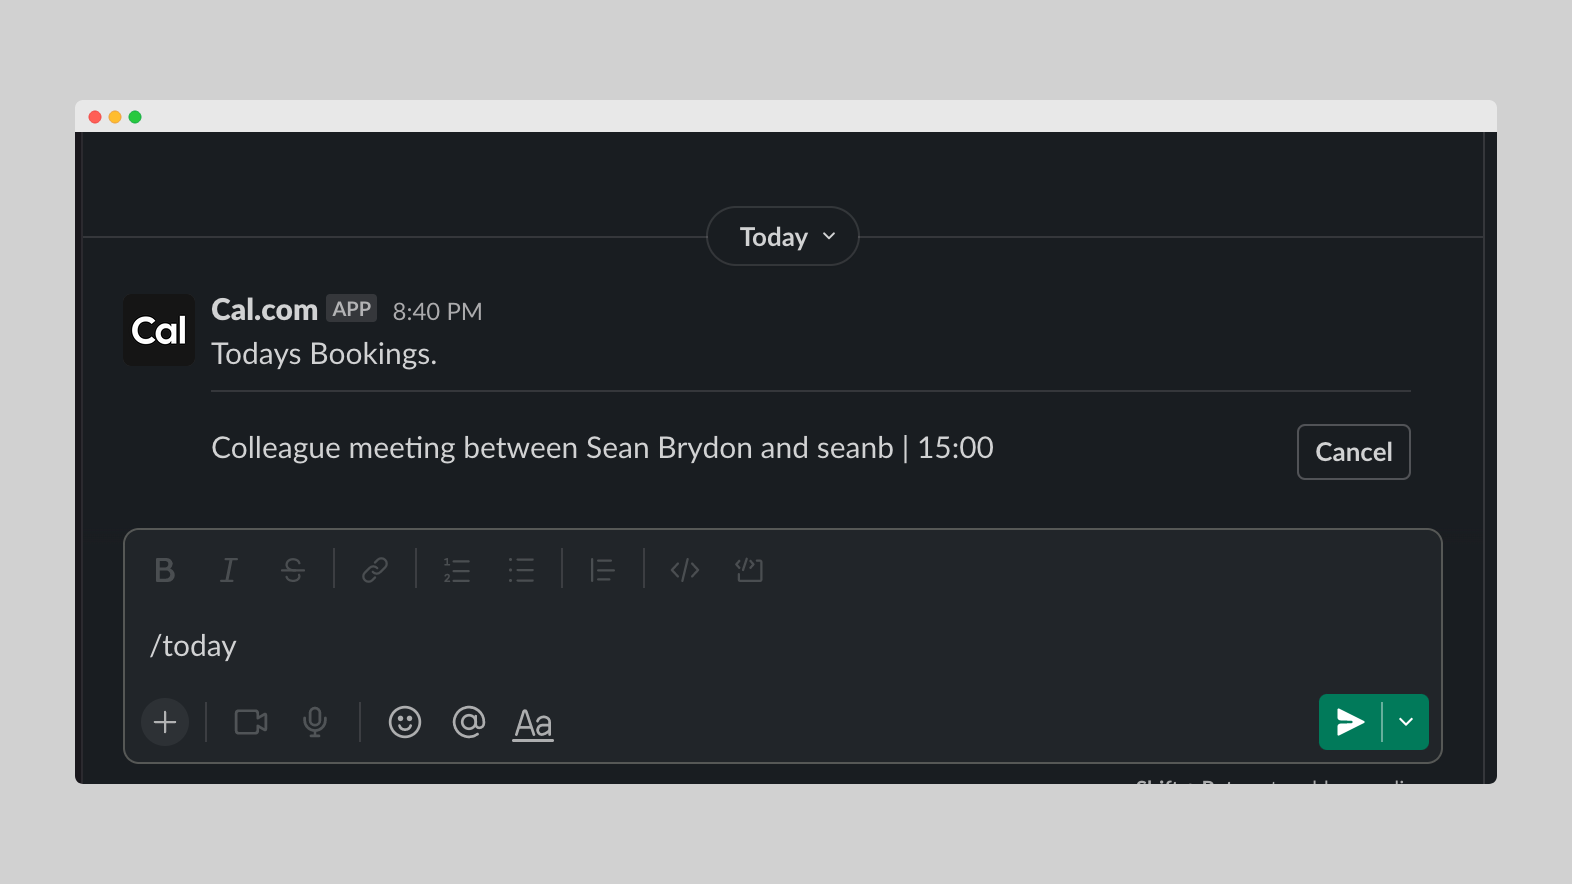 Today
Cal
Cal.com APP 8:40 PM
Todays Bookings.
Colleague meeting between Sean Brydon and seanb | 15:00
Cancel
B I S
/today
@ Aa